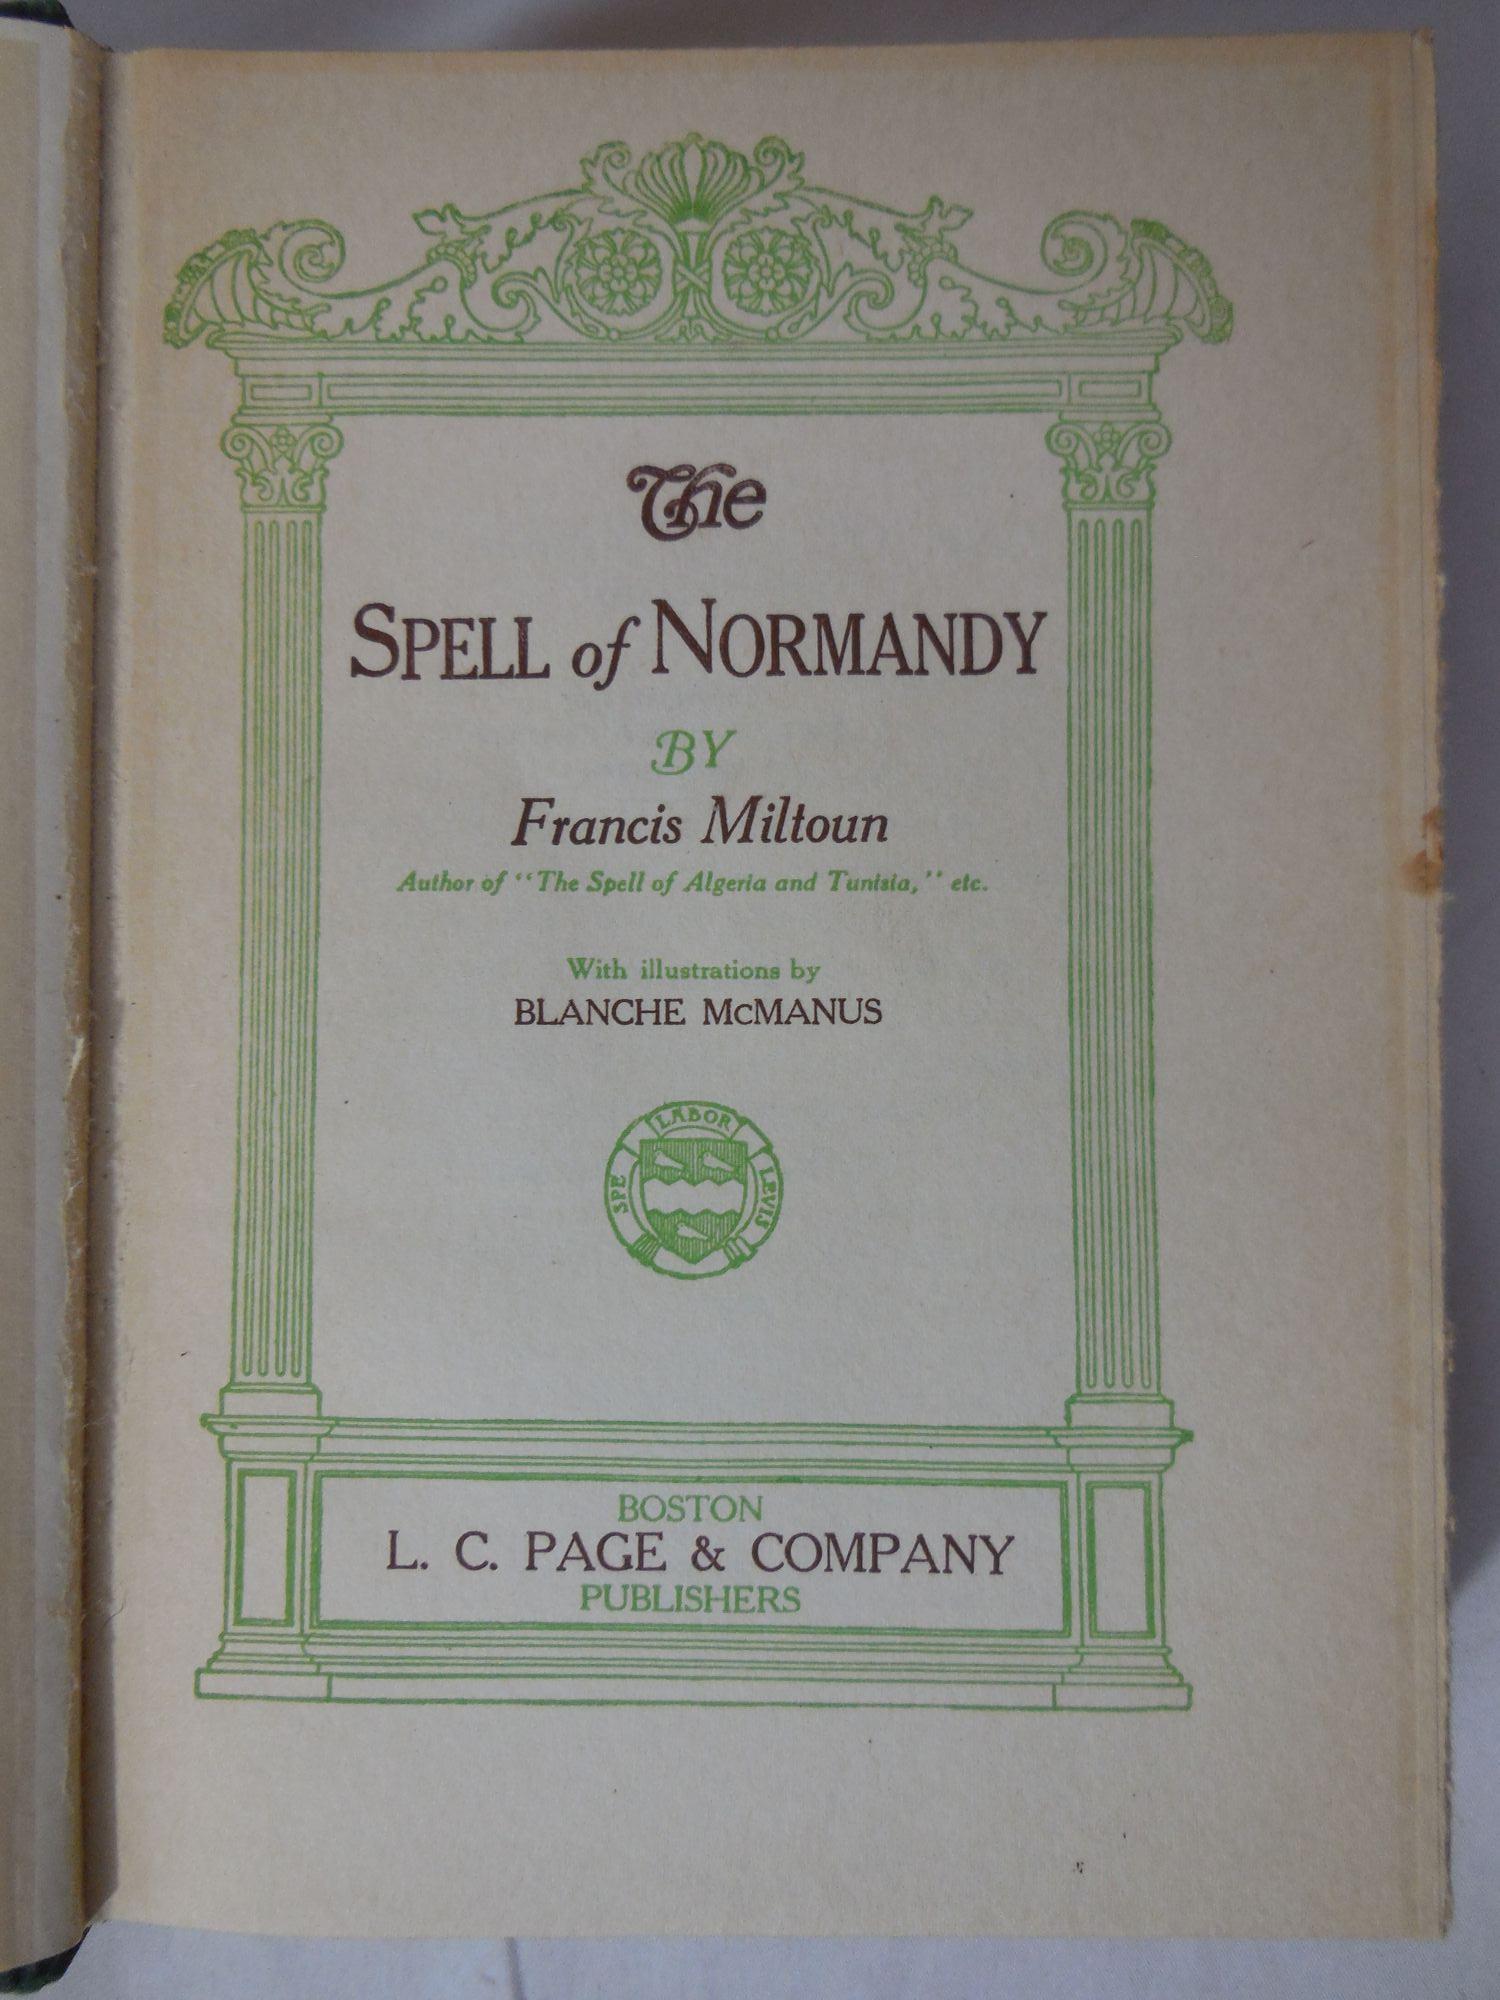 The
SPELL of NORMANDY
BY
Francis Miltoun
Author of "The Spell of Algeria and Tunisia," etc.
With illustrations by
BLANCHE McMANUS
SPE LABOR LEVIS
BOSTON
L. C. PAGE & COMPANY
PUBLISHERS